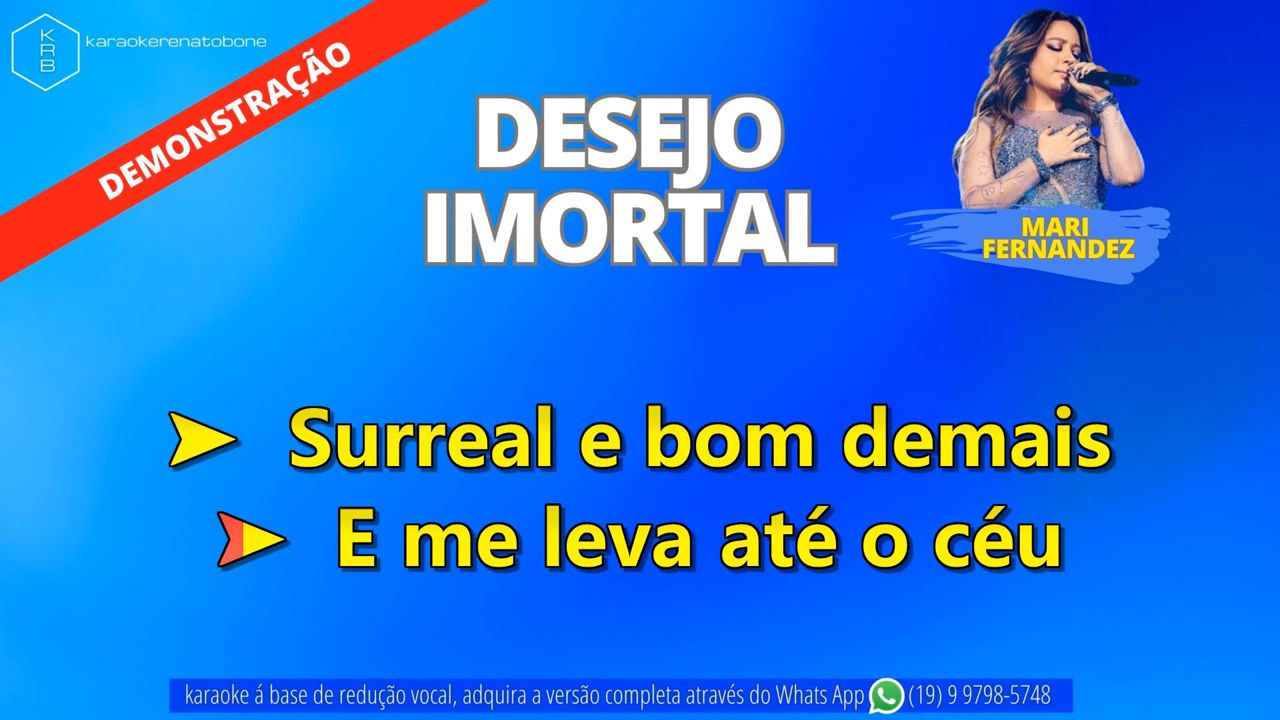 KRB
karaokerenatobone
DEMONSTRAÇÃO
DESEJO
IMORTAL
MARI
FERNANDEZ
Surreal e bom demais
E me leva até o céu
karaoke á base de redução vocal, adquira a versão completa através do Whats App (19) 9 9798-5748